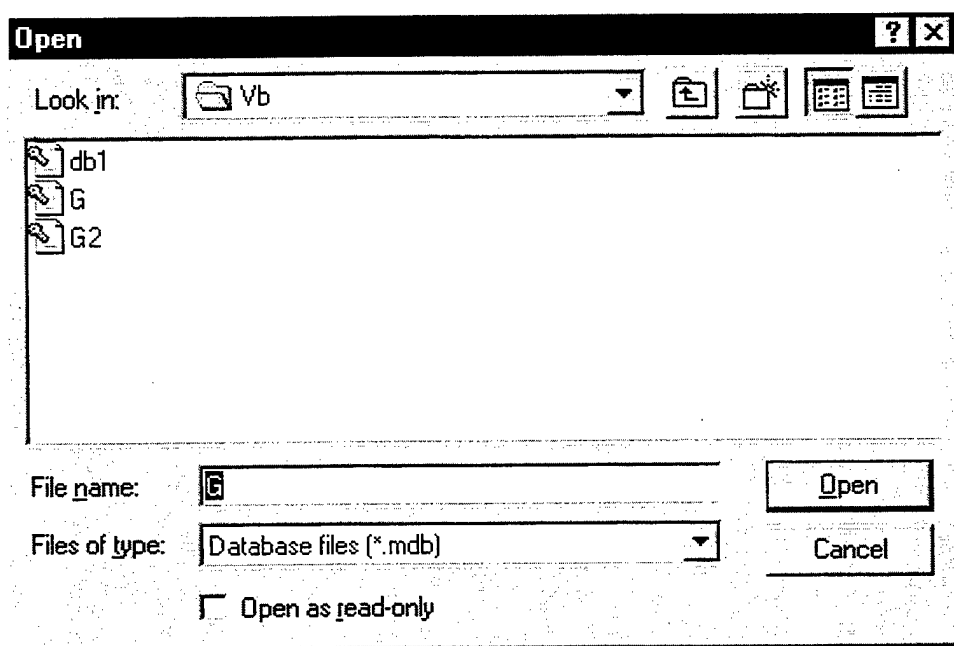 Open
Look in: Vb
db1
G
G2
File name: G Open
Files of type: Database files (*.mdb) Cancel
Open as read-only